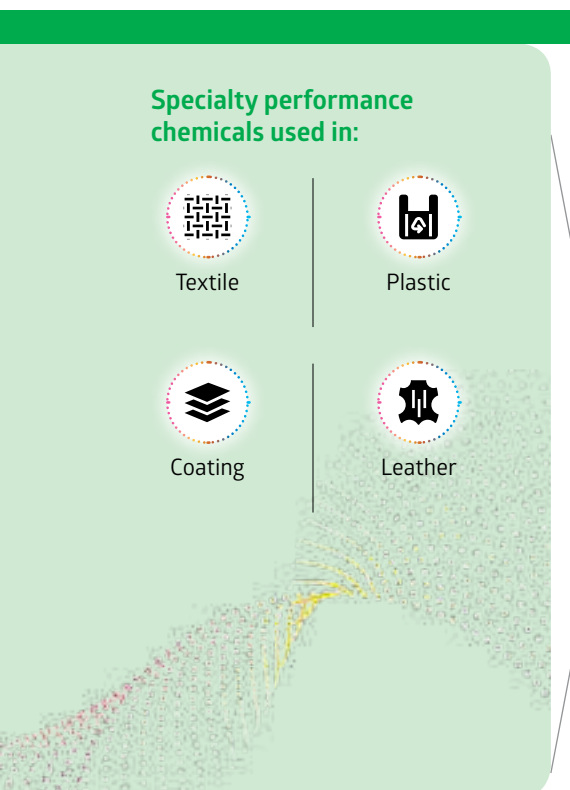 Specialty performance
chemicals used in:
Textile
Plastic
Coating
Leather